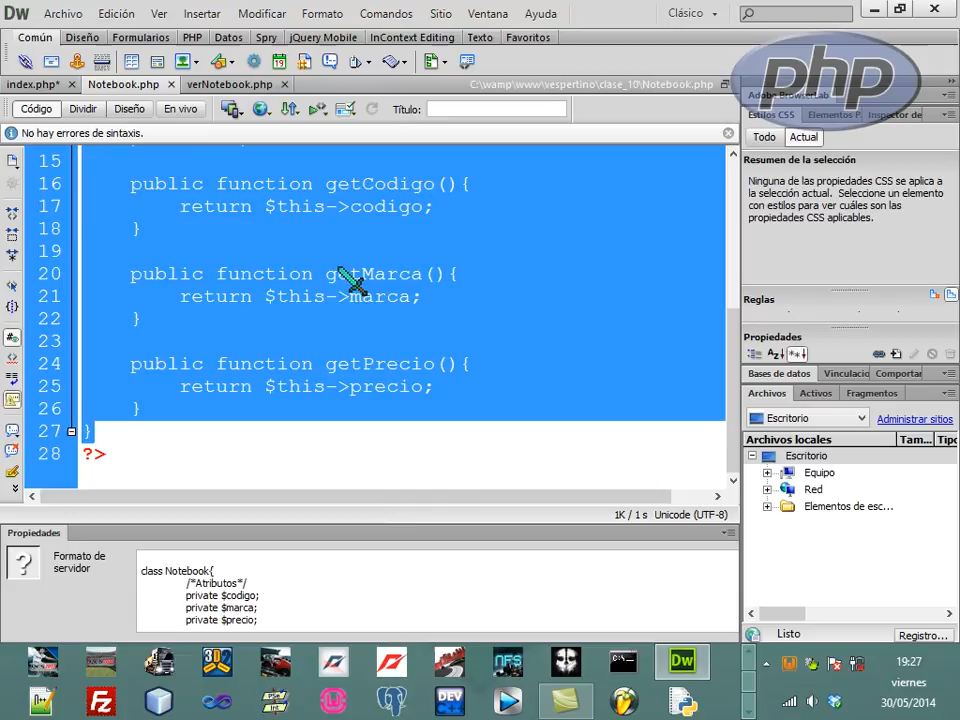 Dw Archivo Edición Ver Insertar Modificar Formato Comandos Sitio Ventana Ayuda Clásico
Común Diseño Formularios PHP Datos Spry jQuery Mobile InContext Editing Texto Favoritos
index.php* Notebook.php verNotebook.php C:\wamp\www\vespertino\clase_10\Notebook.php
php
Adobe BrowserLab
Código Dividir Diseño En vivo Título:
Estilos CSS Elementos Inspector de
No hay errores de sintaxis.
Todo Actual
Resumen de la selección
Ninguna de las propiedades CSS se aplica a
la selección actual. Seleccione un elemento
con estilos para ver cuáles son las
propiedades CSS aplicables.
15
16 public function getCodigo(){
17 return $this->codigo;
18 }
19
20 public function getMarca(){
21 return $this->marca;
22 }
23
24 public function getPrecio(){
25 return $this->precio;
26 }
27 }
28 ?>
Reglas
Propiedades
Bases de datos Vinculacio Comportar
Archivos Activos Fragmentos
Escritorio Administrar sitios
Archivos locales Tam... Tipo
Escritorio
Equipo
Red
Elementos de esc...
1K / 1 s Unicode (UTF-8)
Propiedades
Formato de
servidor
class Notebook{
/*Atributos*/
private $codigo;
private $marca;
private $precio;
Listo Registro...
19:27
viernes
30/05/2014